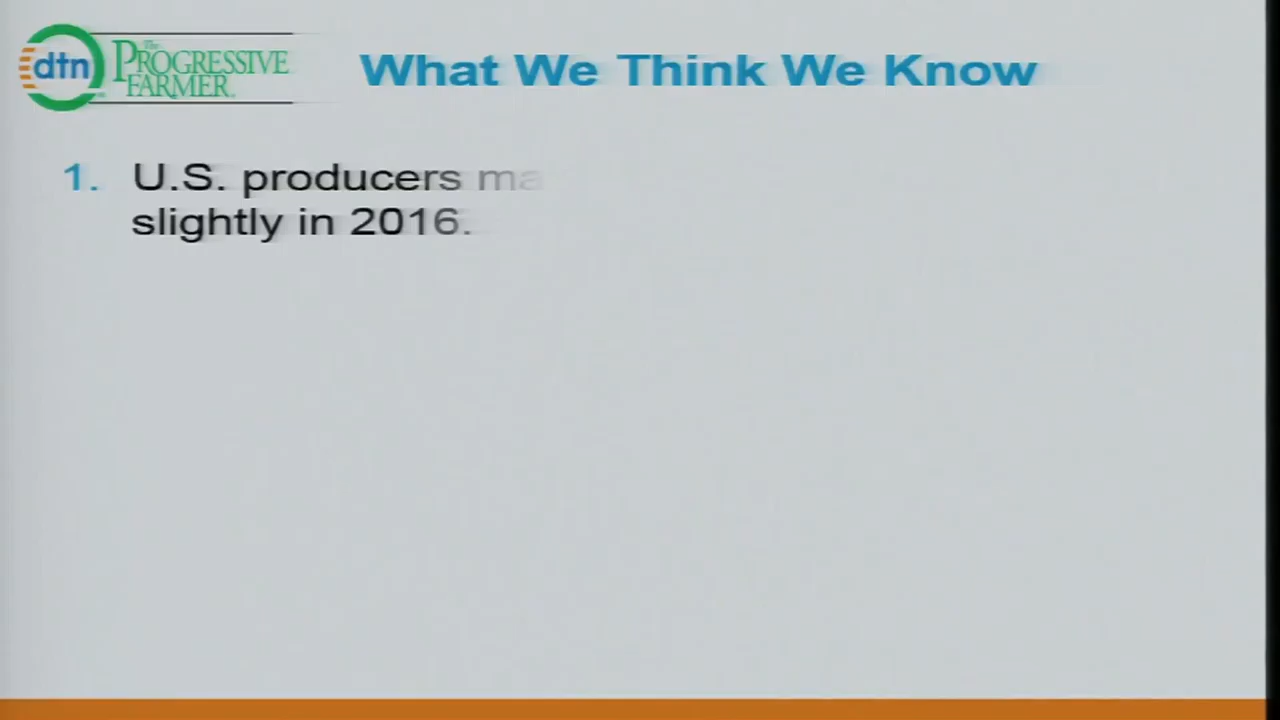 dtn
The
PROGRESSIVE
FARMER
What We Think We Know
1. U.S. producers
slightly in 2016.